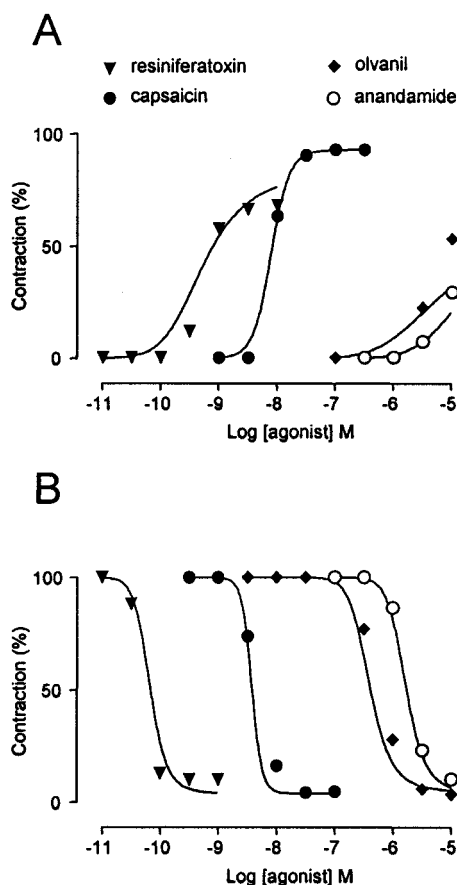 A
resiniferatoxin
olvanil
capsaicin
anandamide
100
50
0
Contraction (%)
-11 -10 -9 -8 -7 -6 -5
Log [agonist] M
B
100
50
0
Contraction (%)
-11 -10 -9 -8 -7 -6 -5
Log [agonist] M